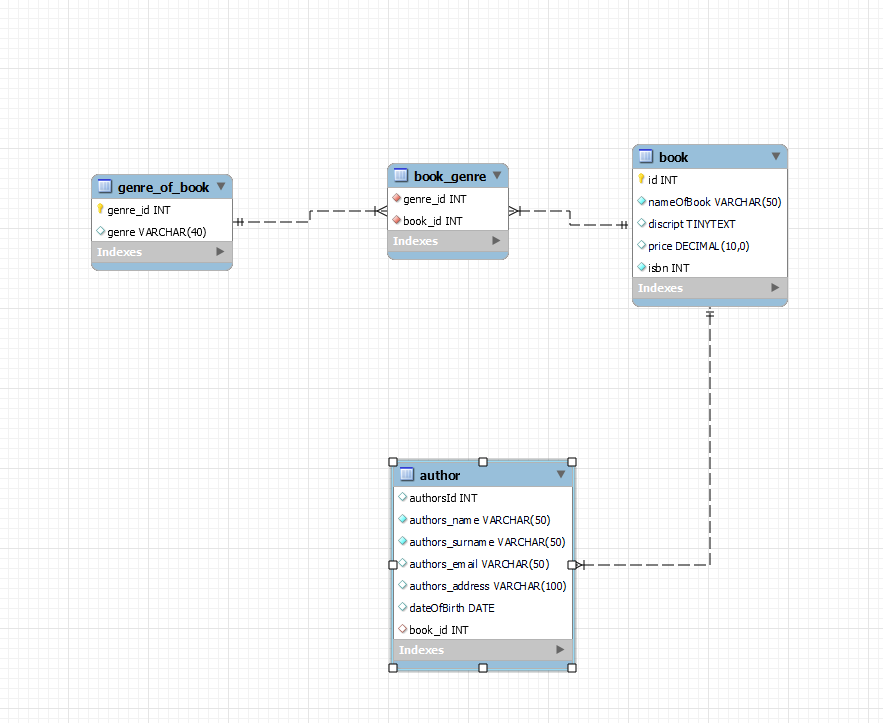 genre_of_book
genre_id INT
genre VARCHAR(40)
Indexes
book_genre
genre_id INT
book_id INT
Indexes
book
id INT
nameOfBook VARCHAR(50)
discript TINYTEXT
price DECIMAL(10,0)
isbn INT
Indexes
author
authorsId INT
authors_name VARCHAR(50)
authors_surname VARCHAR(50)
authors_email VARCHAR(50)
authors_address VARCHAR(100)
dateOfBirth DATE
book_id INT
Indexes